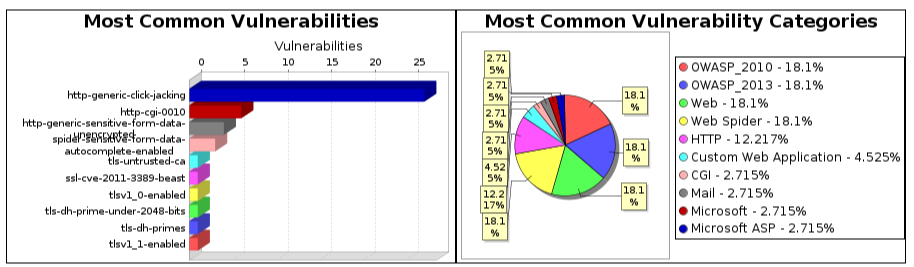 Most Common Vulnerabilities
Vulnerabilities
0 5 10 15 20 25
http-generic-click-jacking
http-cgi-0010
http-generic-sensitive-form-data-
unencrypted
spider-sensitive-form-data-
autocomplete-enabled
tls-untrusted-ca
ssl-cve-2011-3389-beast
tlsv1_0-enabled
tls-dh-prime-under-2048-bits
tls-dh-primes
tlsv1_1-enabled
Most Common Vulnerability Categories
2.71
5%
2.71
5%
2.71
5%
2.71
5%
4.52
5%
12.2
17%
18.1
%
18.1
%
18.1
%
18.1
%
OWASP_2010 - 18.1%
OWASP_2013 - 18.1%
Web - 18.1%
Web Spider - 18.1%
HTTP - 12.217%
Custom Web Application - 4.525%
CGI - 2.715%
Mail - 2.715%
Microsoft - 2.715%
Microsoft ASP - 2.715%